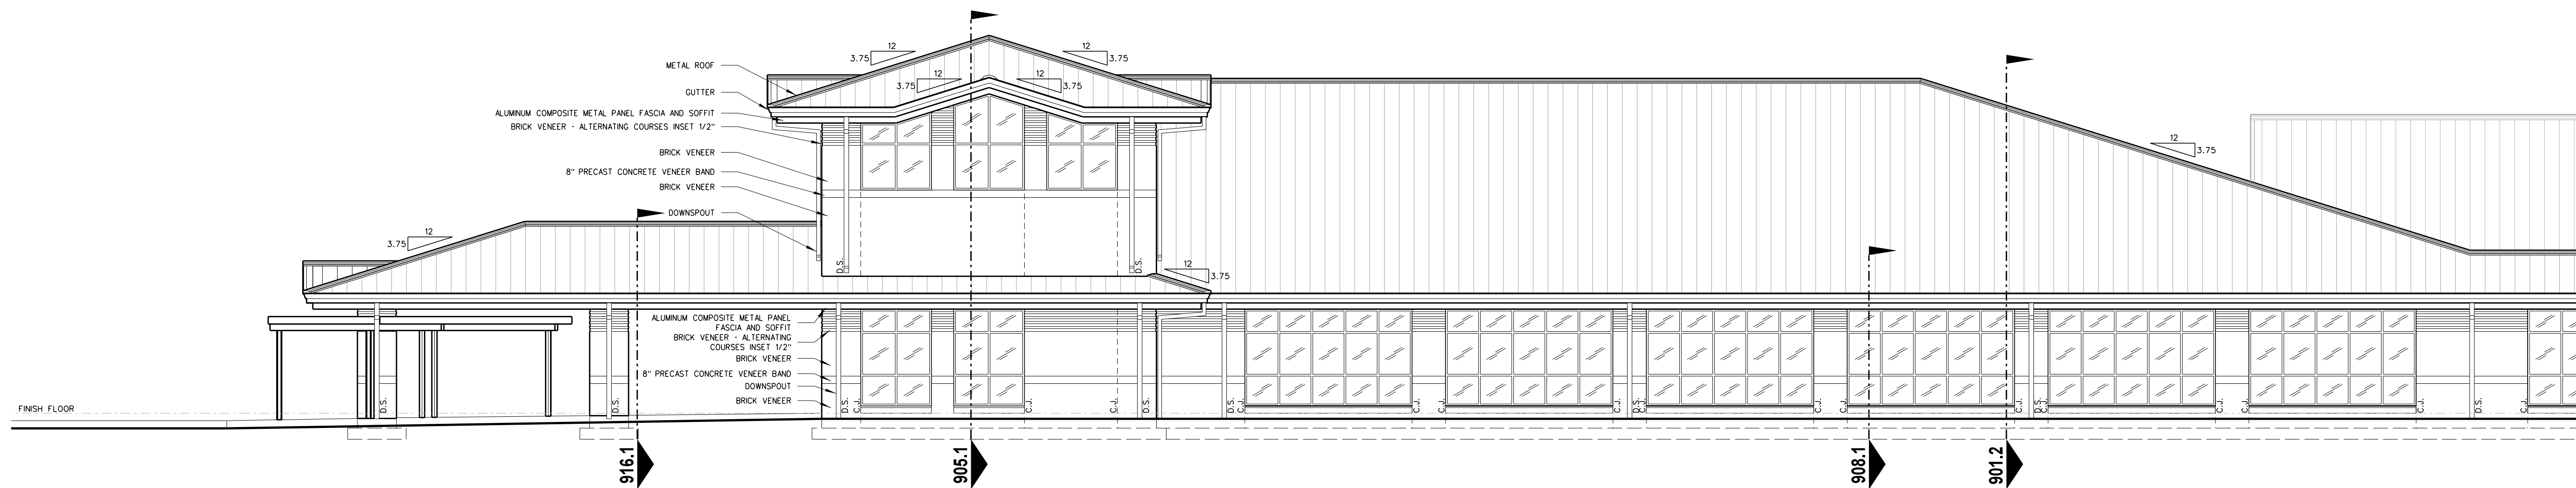 12
3.75
12
3.75
12
3.75
12
3.75
METAL ROOF
GUTTER
ALUMINUM COMPOSITE METAL PANEL FASCIA AND SOFFIT
BRICK VENEER - ALTERNATING COURSES INSET 1/2"
BRICK VENEER
8" PRECAST CONCRETE VENEER BAND
BRICK VENEER
DOWNSPOUT
12
3.75
12
3.75
12
3.75
D.S.
D.S.
ALUMINUM COMPOSITE METAL PANEL
FASCIA AND SOFFIT
BRICK VENEER - ALTERNATING
COURSES INSET 1/2"
BRICK VENEER
8" PRECAST CONCRETE VENEER BAND
DOWNSPOUT
BRICK VENEER
FINISH FLOOR
D.S.
D.S.
D.S.
C.J.
C.J.
C.J.
D.S.
D.S.
C.J.
C.J.
C.J.
C.J.
D.S.
C.J.
C.J.
C.J.
C.J.
D.S.
C.J.
C.J.
C.J.
C.J.
D.S.
C.J.
916.1
905.1
908.1
901.2